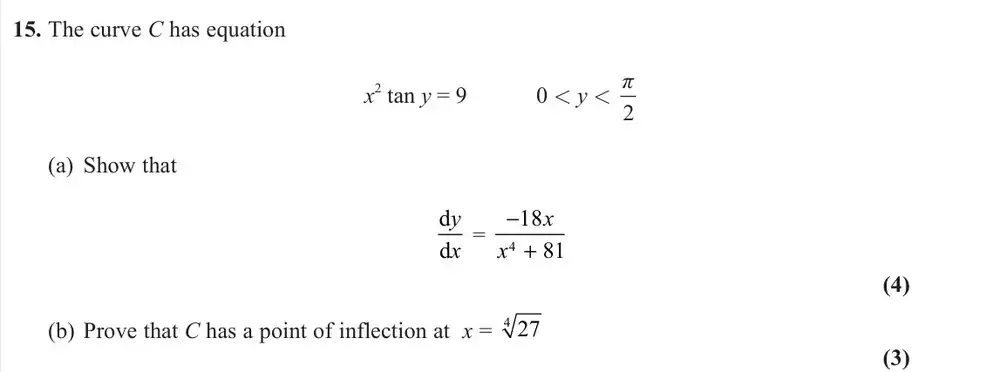 15. The curve C has equation
x² tan y = 9    0 < y < π/2
(a) Show that
dy/dx = −18x/(x⁴ + 81)
(4)
(b) Prove that C has a point of inflection at x = ∜27
(3)